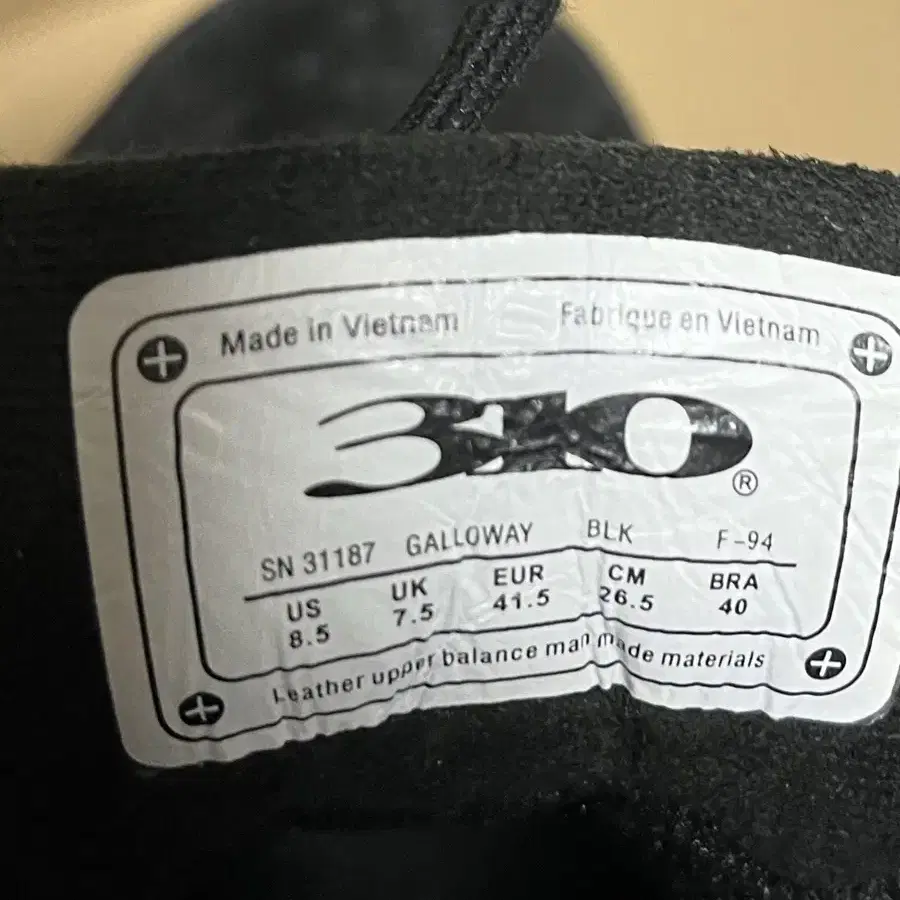 Made in Vietnam Fabrique en Vietnam
310®
SN 31187 GALLOWAY BLK F-94
US UK EUR CM BRA
8.5 7.5 41.5 26.5 40
Leather upper balance man made materials